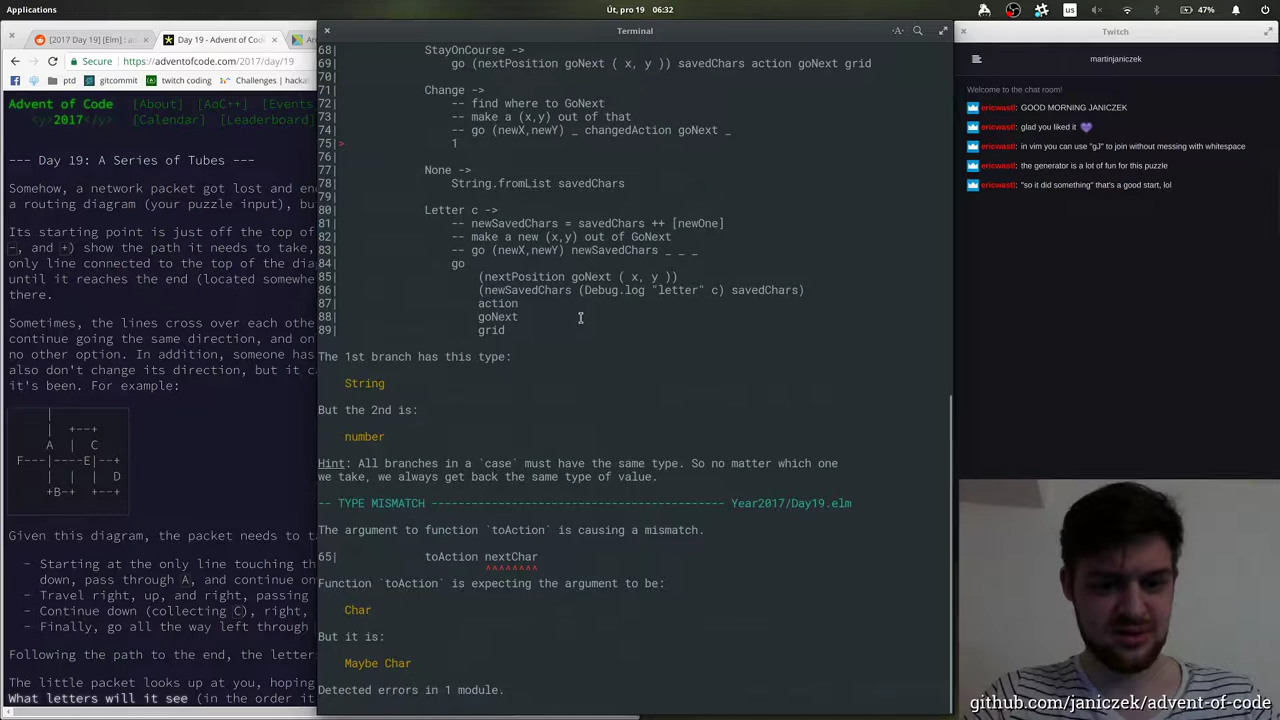 Applications
Út, pro 19 06:32
us
47%
[2017 Day 19] [Elm] : a
Day 19 - Advent of Code
Secure
https://adventofcode.com/2017/day/19
ptd
gitcommit
twitch coding
Challenges | hacka
Advent of Code [About] [AoC++] [Events
<y>2017</y> [Calendar] [Leaderboard]
--- Day 19: A Series of Tubes ---
Somehow, a network packet got lost and en
a routing diagram (your puzzle input), bu
Its starting point is just off the top of
-, and +) show the path it needs to take,
only line connected to the top of the dia
until it reaches the end (located somewhe
there.
Sometimes, the lines cross over each othe
continue going the same direction, and on
no other option. In addition, someone has
also don't change its direction, but it ca
it's been. For example:
|
| +--+
A | C
F---|----E|--+
| | | D
+B-+ +--+
Given this diagram, the packet needs to ta
- Starting at the only line touching th
down, pass through A, and continue on
- Travel right, up, and right, passing
- Continue down (collecting C), right,
- Finally, go all the way left through
Following the path to the end, the letter
The little packet looks up at you, hoping
What letters will it see (in the order it
Terminal
68| StayOnCourse ->
69| go (nextPosition goNext ( x, y )) savedChars action goNext grid
70|
71| Change ->
72| -- find where to GoNext
73| -- make a (x,y) out of that
74| -- go (newX,newY) _ changedAction goNext _
75|> 1
76|
77| None ->
78| String.fromList savedChars
79|
80| Letter c ->
81| -- newSavedChars = savedChars ++ [newOne]
82| -- make a new (x,y) out of GoNext
83| -- go (newX,newY) newSavedChars _ _ _
84| go
85| (nextPosition goNext ( x, y ))
86| (newSavedChars (Debug.log "letter" c) savedChars)
87| action
88| goNext
89| grid
The 1st branch has this type:
String
But the 2nd is:
number
Hint: All branches in a `case` must have the same type. So no matter which one
we take, we always get back the same type of value.
-- TYPE MISMATCH ---------------------------------------- Year2017/Day19.elm
The argument to function `toAction` is causing a mismatch.
65| toAction nextChar
^^^^^^^^
Function `toAction` is expecting the argument to be:
Char
But it is:
Maybe Char
Detected errors in 1 module.
Twitch
martinjaniczek
Welcome to the chat room!
ericwast: GOOD MORNING JANICZEK
ericwast: glad you liked it
ericwast: in vim you can use "gJ" to join without messing with whitespace
ericwast: the generator is a lot of fun for this puzzle
ericwast: "so it did something" that's a good start, lol
github.com/janiczek/advent-of-code